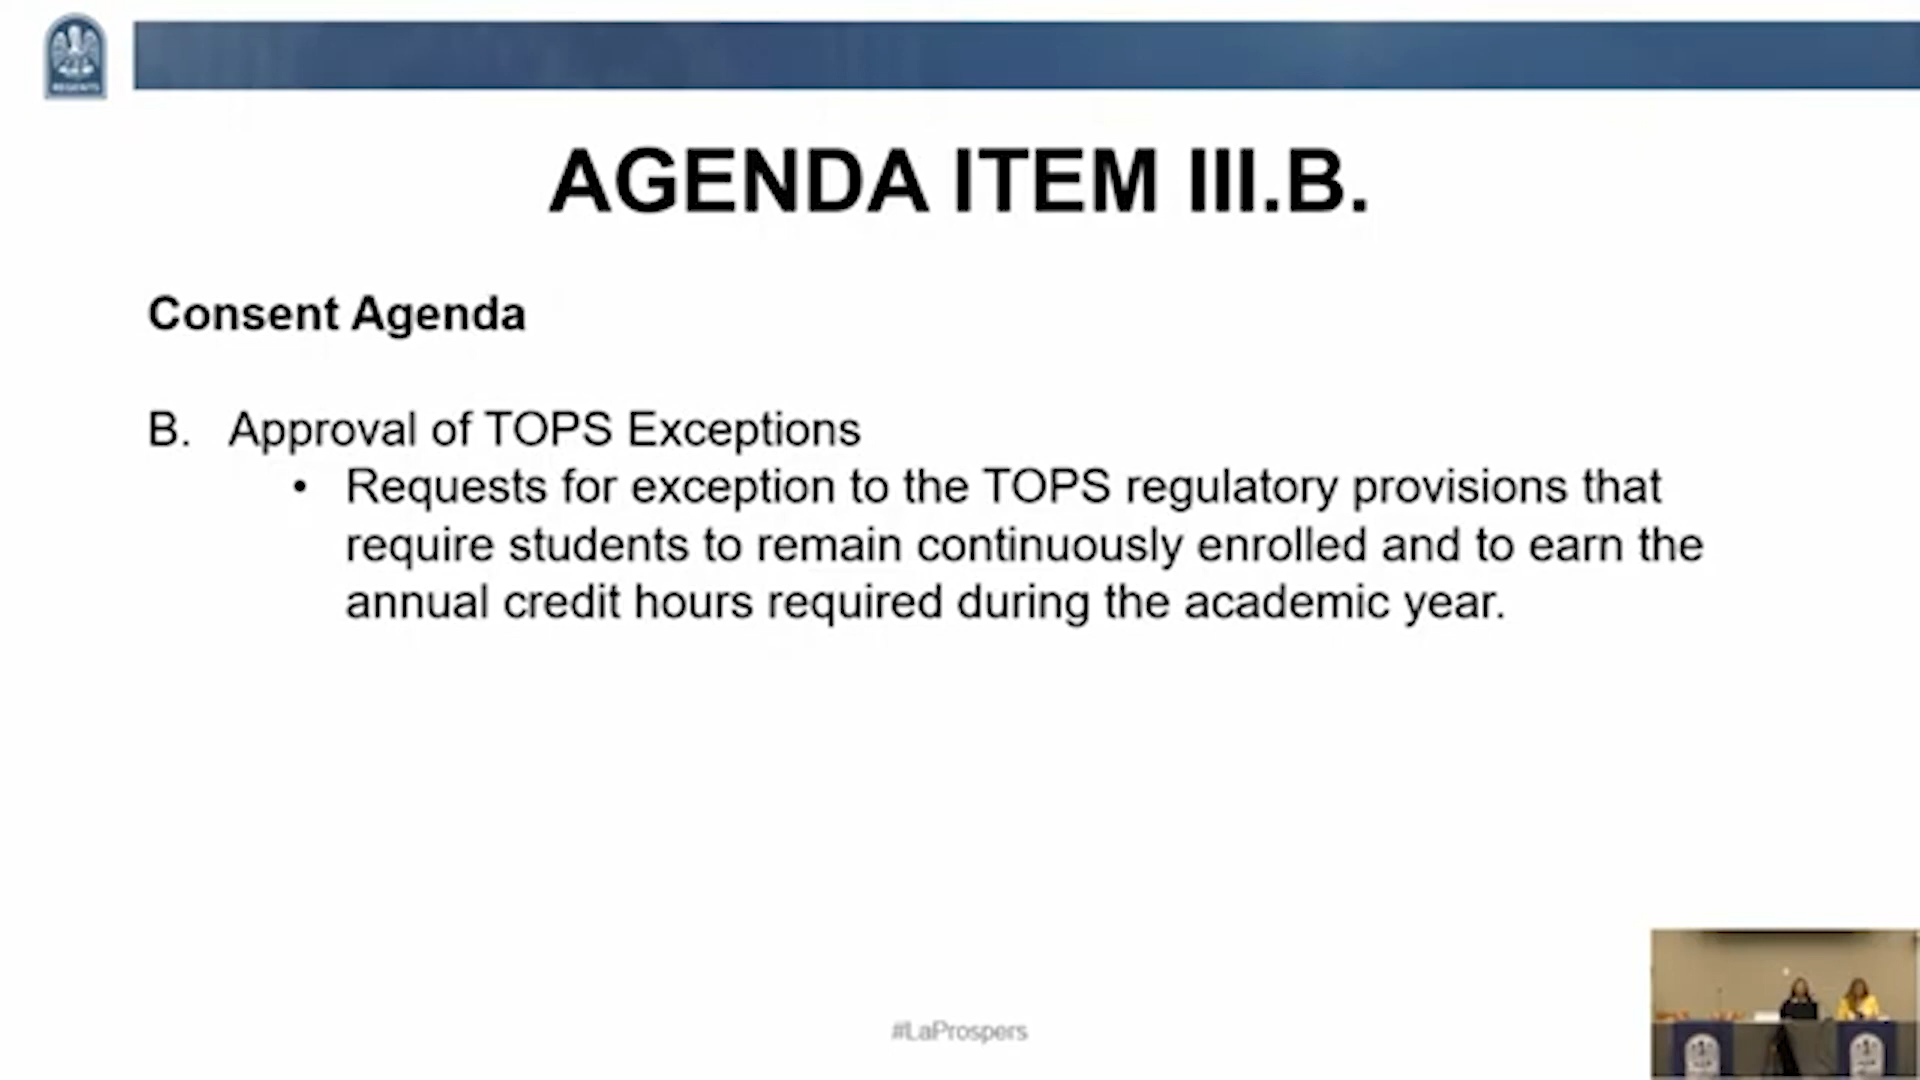 REGENTS
AGENDA ITEM III.B.
Consent Agenda
B. Approval of TOPS Exceptions
• Requests for exception to the TOPS regulatory provisions that
require students to remain continuously enrolled and to earn the
annual credit hours required during the academic year.
#LaProspers